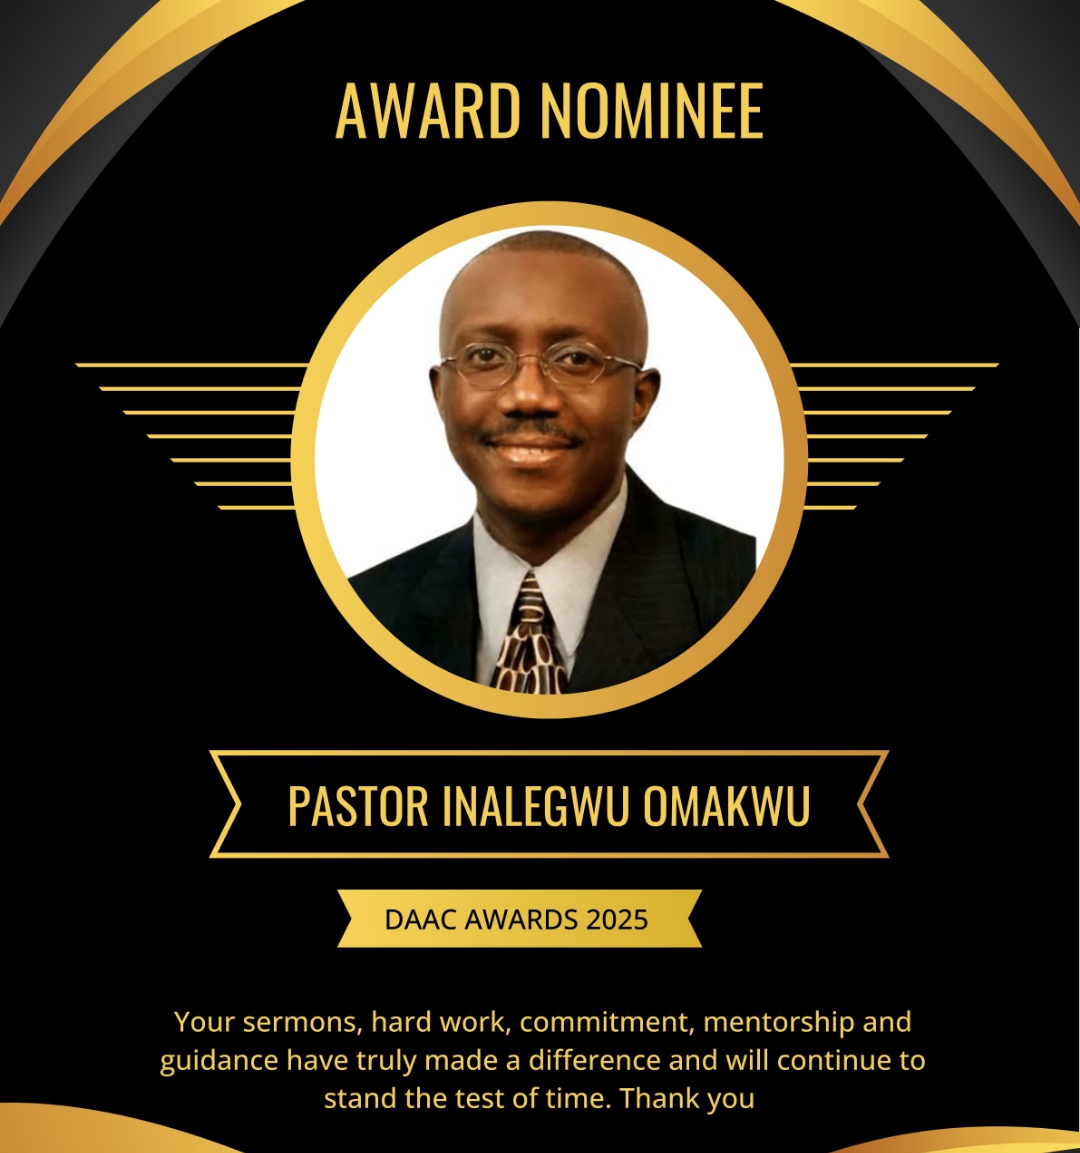 AWARD NOMINEE
PASTOR INALEGWU OMAKWU
DAAC AWARDS 2025
Your sermons, hard work, commitment, mentorship and
guidance have truly made a difference and will continue to
stand the test of time. Thank you